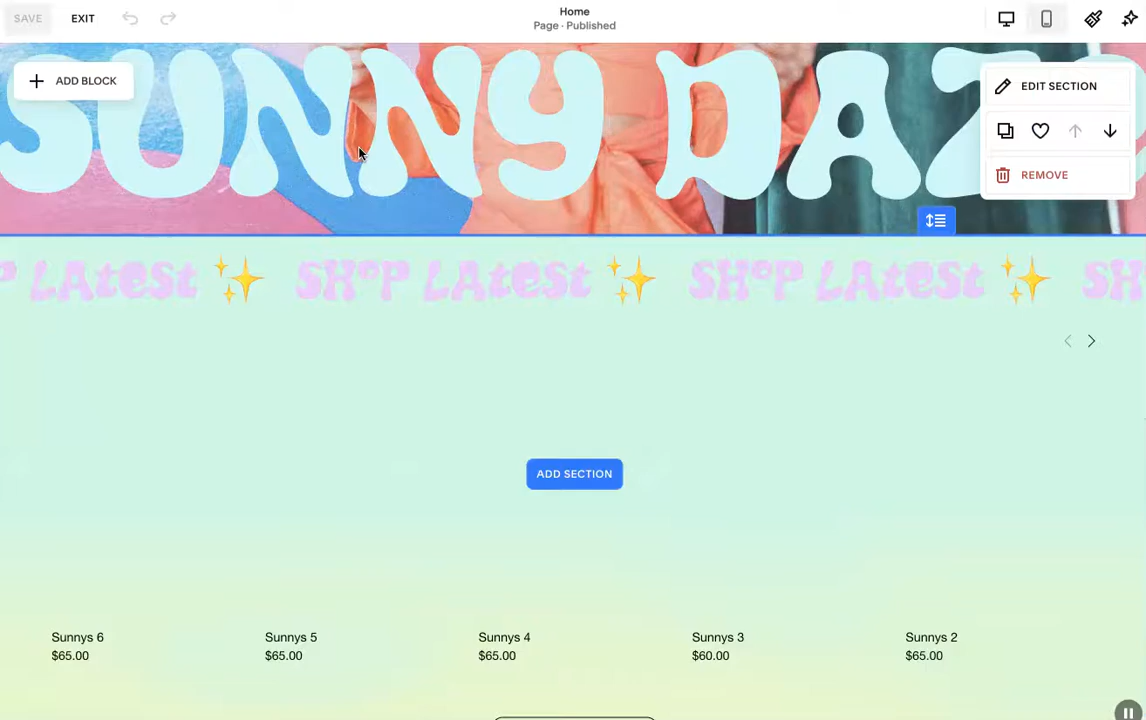 SAVE EXIT
Home
Page · Published
SUNNY DAZ
ADD BLOCK
EDIT SECTION
REMOVE
P LAtest ✨ SHOP LAtest ✨ SHOP LAtest ✨ SH
ADD SECTION
Sunnys 6 Sunnys 5 Sunnys 4 Sunnys 3 Sunnys 2
$65.00 $65.00 $65.00 $60.00 $65.00